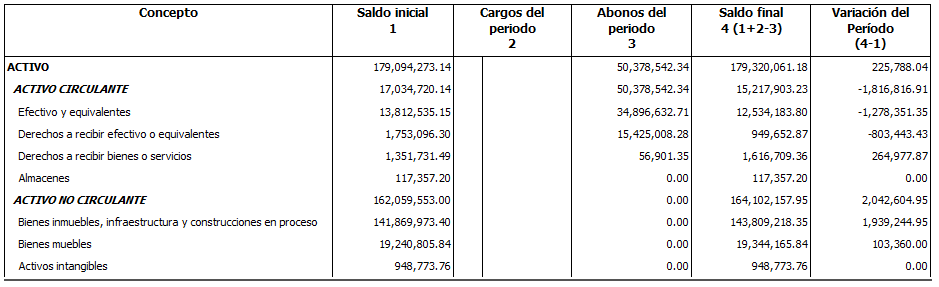 Concepto Saldo inicial Cargos del Abonos del Saldo final Variación del
1 periodo periodo 4 (1+2-3) Período
2 3 (4-1)
ACTIVO 179,094,273.14 50,378,542.34 179,320,061.18 225,788.04
ACTIVO CIRCULANTE 17,034,720.14 50,378,542.34 15,217,903.23 -1,816,816.91
Efectivo y equivalentes 13,812,535.15 34,896,632.71 12,534,183.80 -1,278,351.35
Derechos a recibir efectivo o equivalentes 1,753,096.30 15,425,008.28 949,652.87 -803,443.43
Derechos a recibir bienes o servicios 1,351,731.49 56,901.35 1,616,709.36 264,977.87
Almacenes 117,357.20 0.00 117,357.20 0.00
ACTIVO NO CIRCULANTE 162,059,553.00 0.00 164,102,157.95 2,042,604.95
Bienes inmuebles, infraestructura y construcciones en proceso 141,869,973.40 0.00 143,809,218.35 1,939,244.95
Bienes muebles 19,240,805.84 0.00 19,344,165.84 103,360.00
Activos intangibles 948,773.76 0.00 948,773.76 0.00